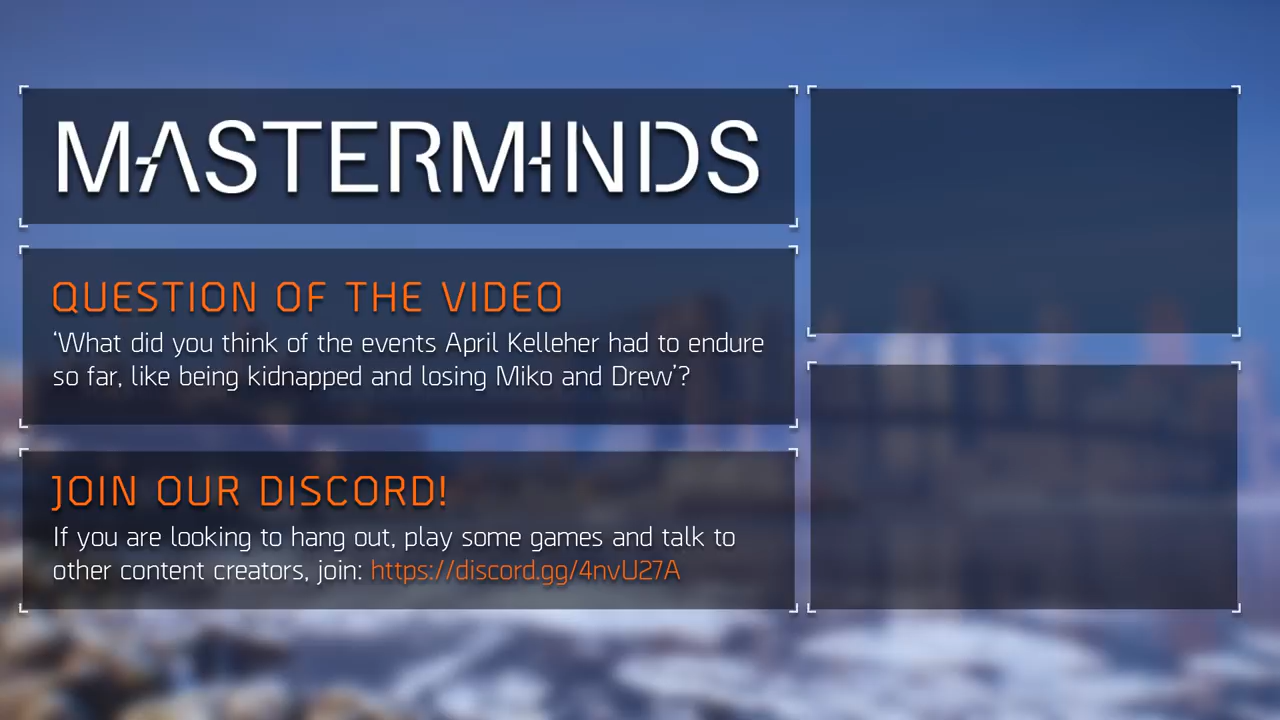 MASTERMINDS
QUESTION OF THE VIDEO
‘What did you think of the events April Kelleher had to endure
so far, like being kidnapped and losing Miko and Drew’?
JOIN OUR DISCORD!
If you are looking to hang out, play some games and talk to
other content creators, join: https://discord.gg/4nvU27A